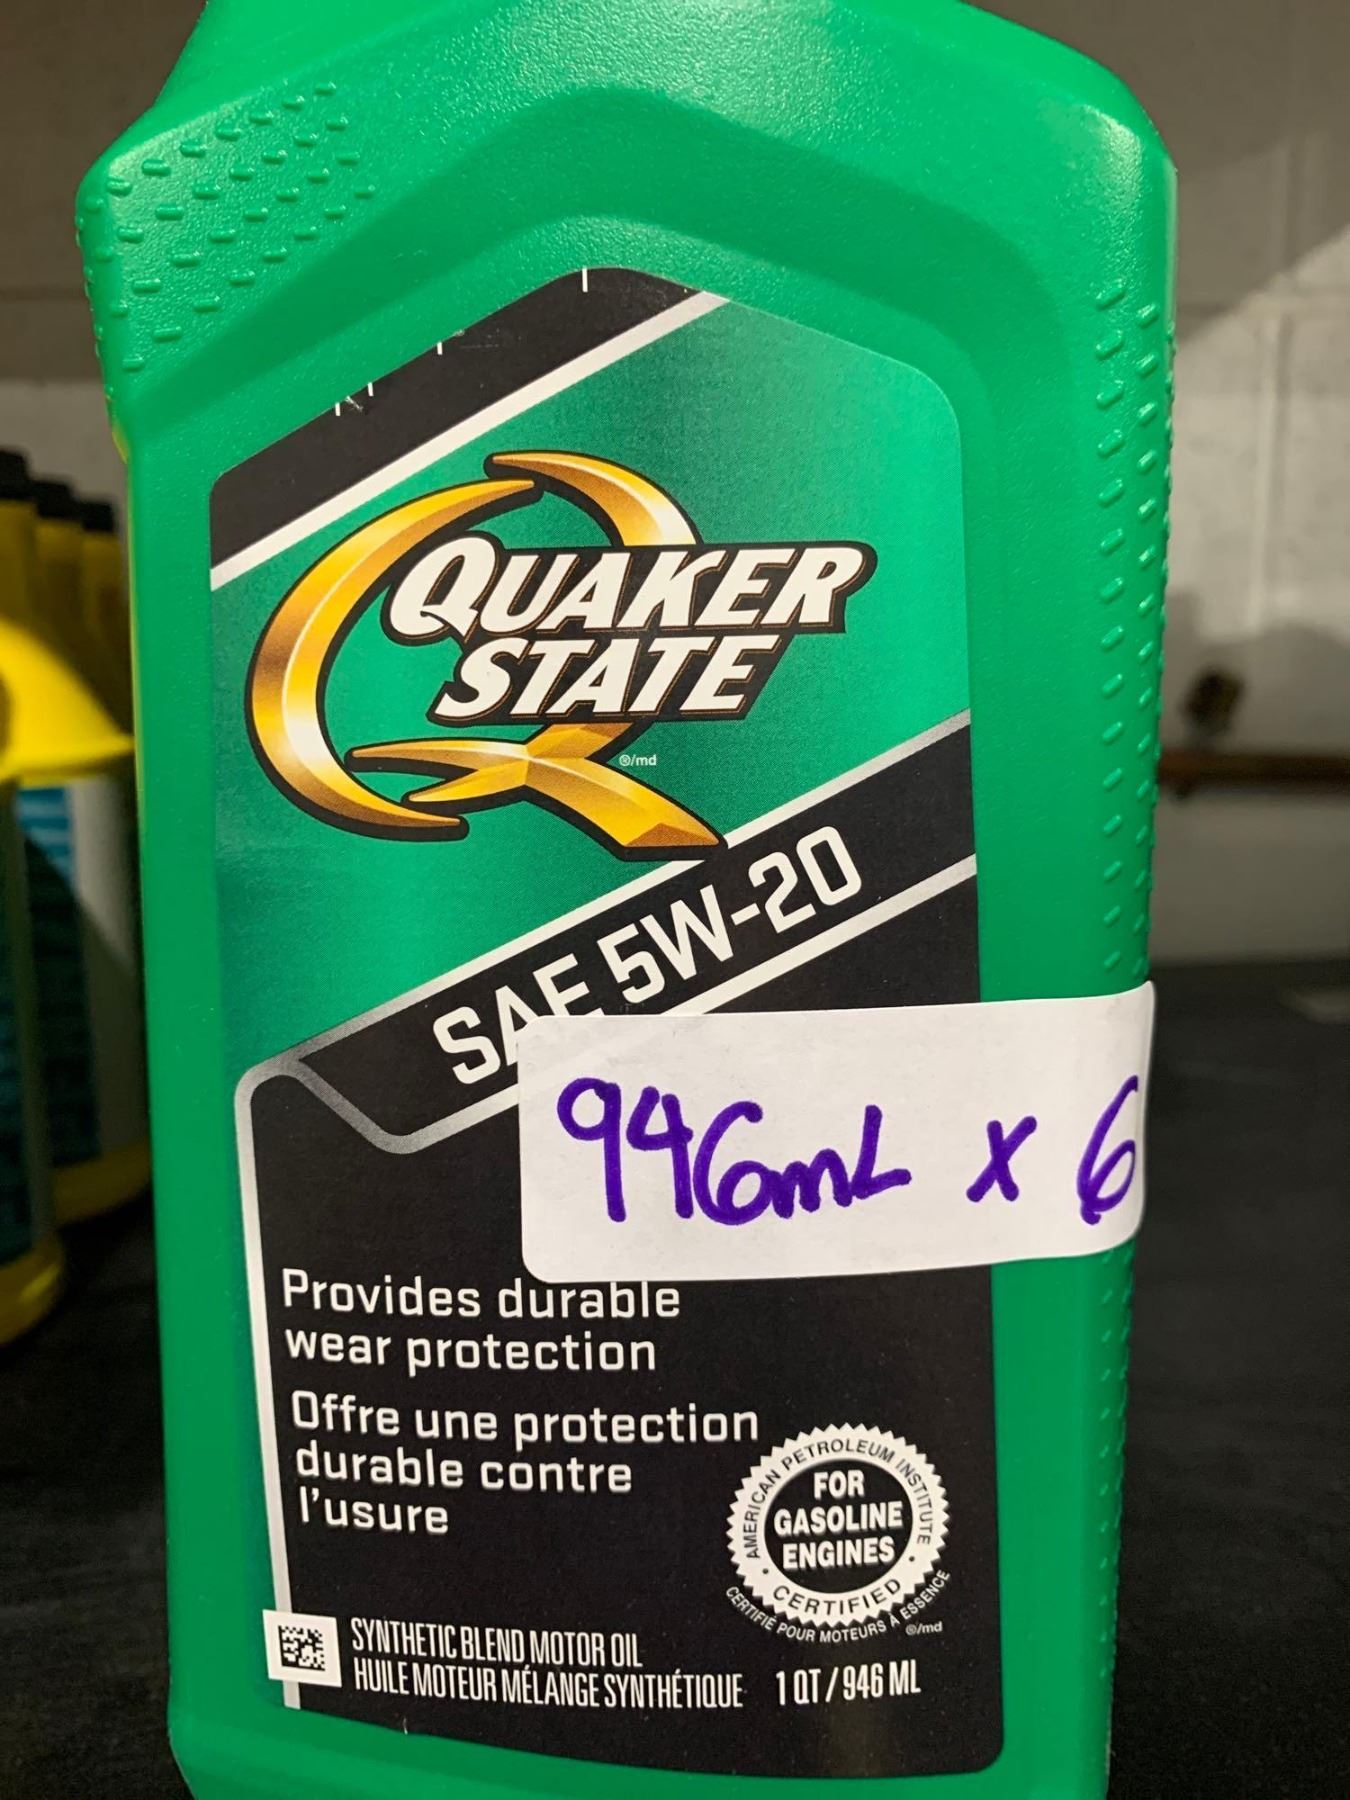 QUAKER
STATE
®/md
SAE 5W-20
946mL x 6
Provides durable
wear protection
Offre une protection
durable contre
l'usure
AMERICAN PETROLEUM INSTITUTE
FOR
GASOLINE
ENGINES
CERTIFIED
CERTIFIÉ POUR MOTEURS À ESSENCE
®/md
SYNTHETIC BLEND MOTOR OIL
HUILE MOTEUR MÉLANGE SYNTHÉTIQUE 1 QT / 946 ML